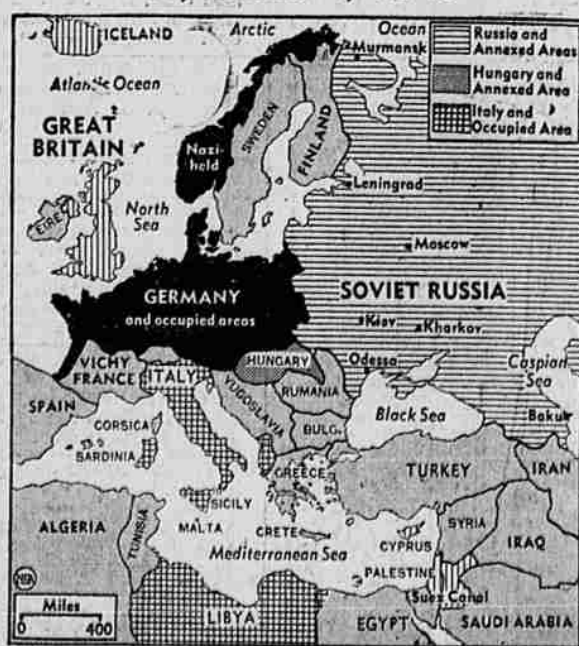 ICELAND
Arctic
Ocean
Murmansk
Russia and
Annexed Areas
Hungary and
Annexed Area
Italy and
Occupied Area
Atlantic Ocean
GREAT
BRITAIN
Nazi-
held
SWEDEN
FINLAND
Leningrad
EIRE
North
Sea
Moscow
GERMANY
and occupied areas
SOVIET RUSSIA
Kiev
Kharkov
VICHY
FRANCE
ITALY
HUNGARY
Odessa
Caspian
Sea
SPAIN
CORSICA
YUGOSLAVIA
RUMANIA
Black Sea
Baku
SARDINIA
BULG.
GREECE
TURKEY
IRAN
ALGERIA
TUNISIA
SICILY
MALTA
CRETE
CYPRUS
SYRIA
IRAQ
Mediterranean Sea
PALESTINE
NEA
Miles
0 400
LIBYA
Suez Canal
EGYPT
SAUDI ARABIA